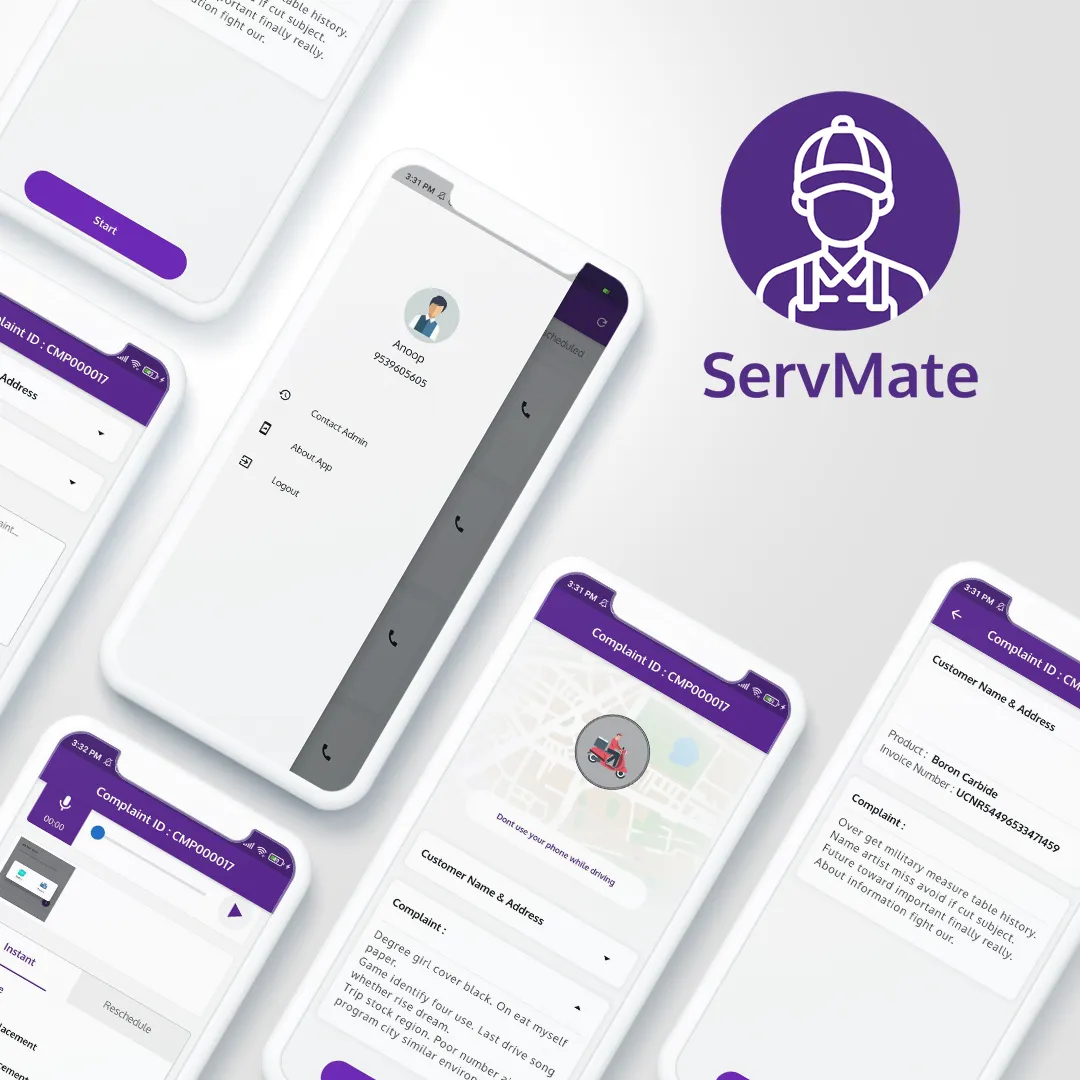 table history.
if cut subject.
ation fight our.
important finally really.
Start
ServMate
3:31 PM
Anoop
9539605605
Contact Admin
About App
Logout
cheduled
plaint ID : CMP000017
Address
aint...
3:32 PM
Complaint ID : CMP000017
00:00
Instant
Reschedule
lacement
3:31 PM
Complaint ID : CMP000017
Dont use your phone while driving
Customer Name & Address
Complaint :
Degree girl cover black. On eat myself
paper.
Game identify four use. Last drive song
whether rise dream.
Trip stock region. Poor number a
program city similar environ
3:31 PM
Complaint ID : CM
Customer Name & Address
Product : Boron Carbide
Invoice Number : UCNR54496533471459
Complaint :
Over get military measure table history.
Name artist miss avoid if cut subject.
Future toward important finally really.
About information fight our.